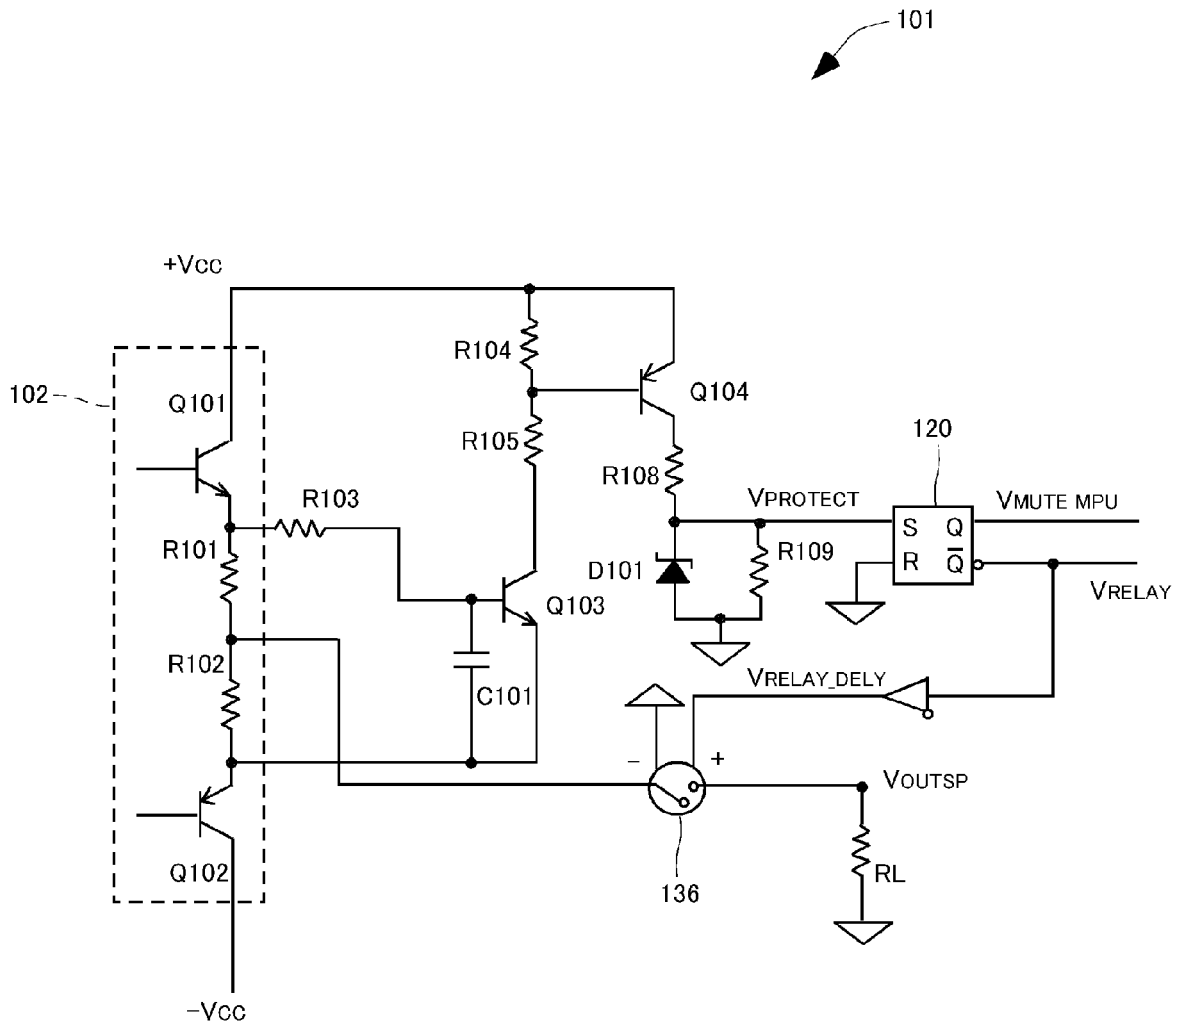 101
+VCC
102
Q101
R104
Q104
R105
120
R108
R103
VPROTECT
VMUTE MPU
S Q
R101
R109
R Q̅
D101
Q103
VRELAY
R102
VRELAY_DELY
C101
- +
VOUTSP
Q102
RL
136
-VCC